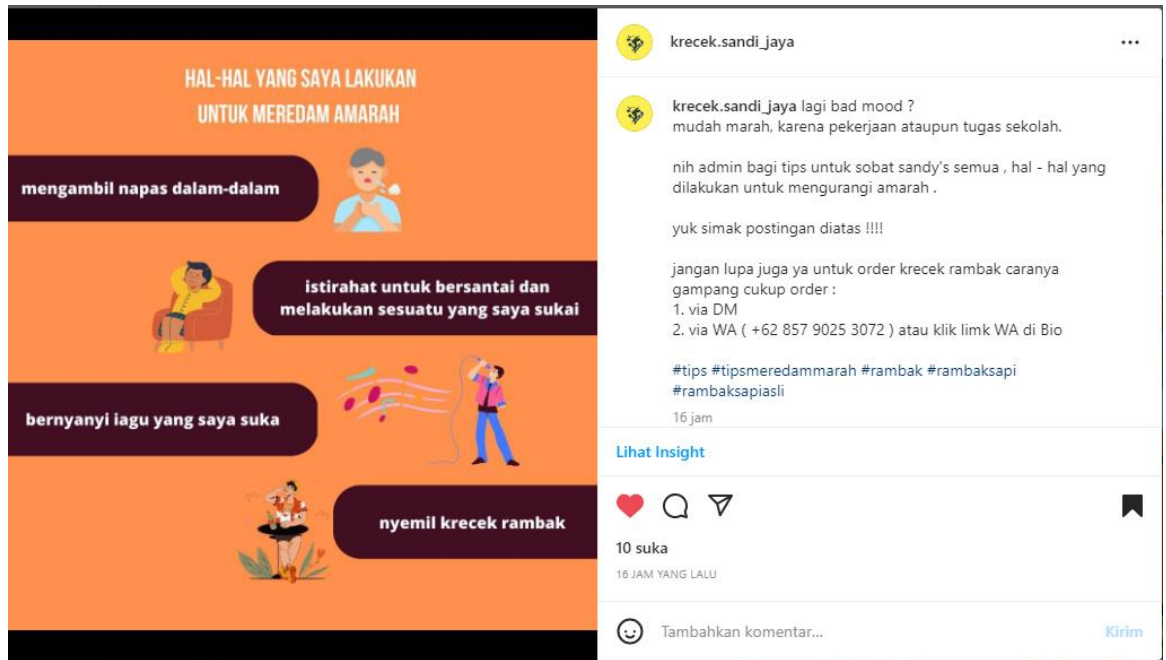 HAL-HAL YANG SAYA LAKUKAN
UNTUK MEREDAM AMARAH
mengambil napas dalam-dalam
istirahat untuk bersantai dan
melakukan sesuatu yang saya sukai
bernyanyi iagu yang saya suka
nyemil krecek rambak
krecek.sandi_jaya
krecek.sandi_jaya lagi bad mood ?
mudah marah, karena pekerjaan ataupun tugas sekolah.
nih admin bagi tips untuk sobat sandy's semua , hal - hal yang
dilakukan untuk mengurangi amarah .
yuk simak postingan diatas !!!!
jangan lupa juga ya untuk order krecek rambak caranya
gampang cukup order :
1. via DM
2. via WA ( +62 857 9025 3072 ) atau klik limk WA di Bio
#tips #tipsmeredammarah #rambak #rambaksapi
#rambaksapiasli
16 jam
Lihat Insight
10 suka
16 JAM YANG LALU
Tambahkan komentar...
Kirim